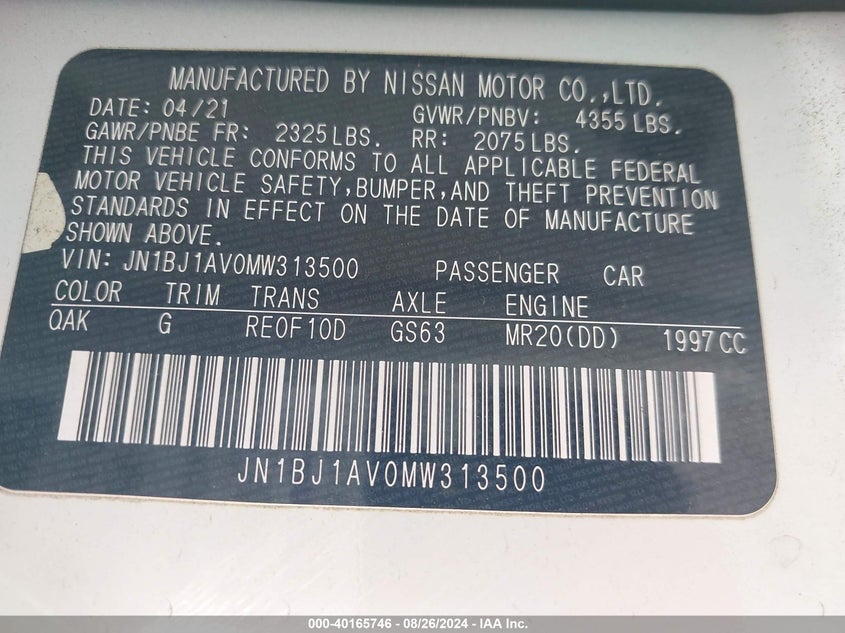 MANUFACTURED BY NISSAN MOTOR CO.,LTD.
DATE: 04/21 GVWR/PNBV: 4355 LBS.
GAWR/PNBE FR: 2325 LBS. RR: 2075 LBS.
THIS VEHICLE CONFORMS TO ALL APPLICABLE FEDERAL
MOTOR VEHICLE SAFETY, BUMPER, AND THEFT PREVENTION
STANDARDS IN EFFECT ON THE DATE OF MANUFACTURE
SHOWN ABOVE.
VIN: JN1BJ1AV0MW313500 PASSENGER CAR
COLOR TRIM TRANS AXLE ENGINE
QAK G RE0F10D GS63 MR20(DD) 1997 CC
JN1BJ1AV0MW313500
000-40165746 - 08/26/2024 - IAA Inc.